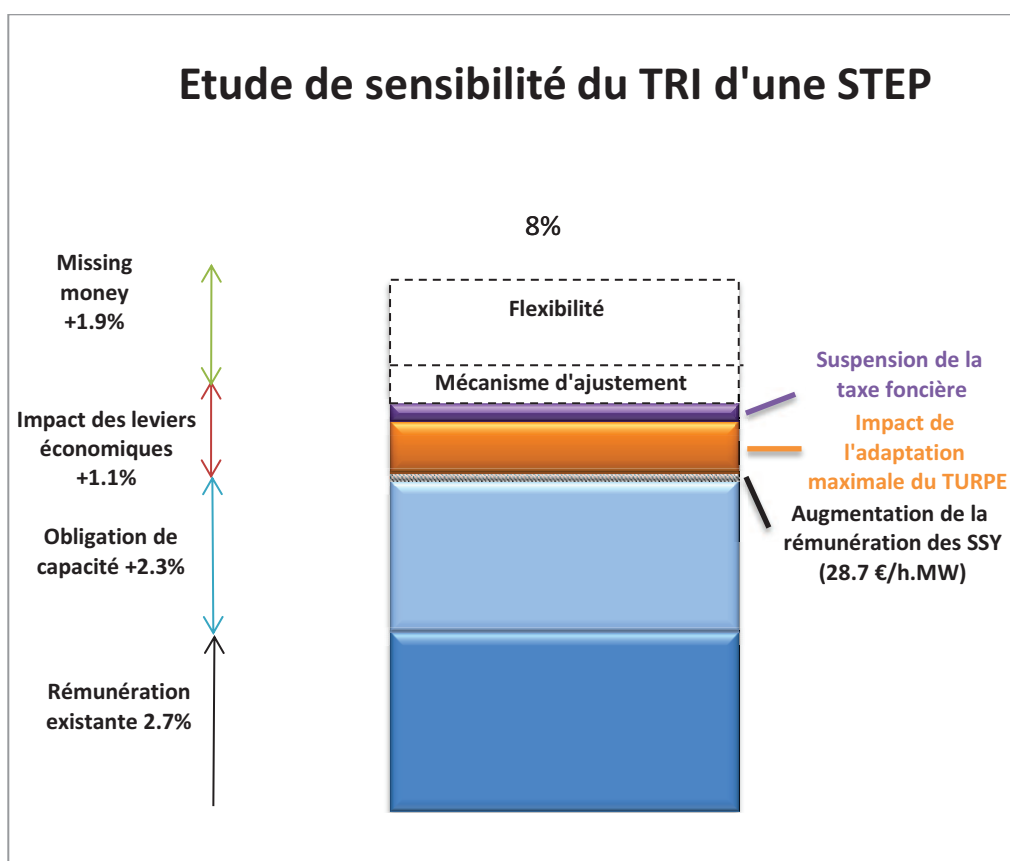 Etude de sensibilité du TRI d'une STEP
8%
Missing
money
+1.9%
Flexibilité
Mécanisme d'ajustement
Impact des leviers
économiques
+1.1%
Obligation de
capacité +2.3%
Rémunération
existante 2.7%
Suspension de la
taxe foncière
Impact de
l'adaptation
maximale du TURPE
Augmentation de la
rémunération des SSY
(28.7 €/h.MW)